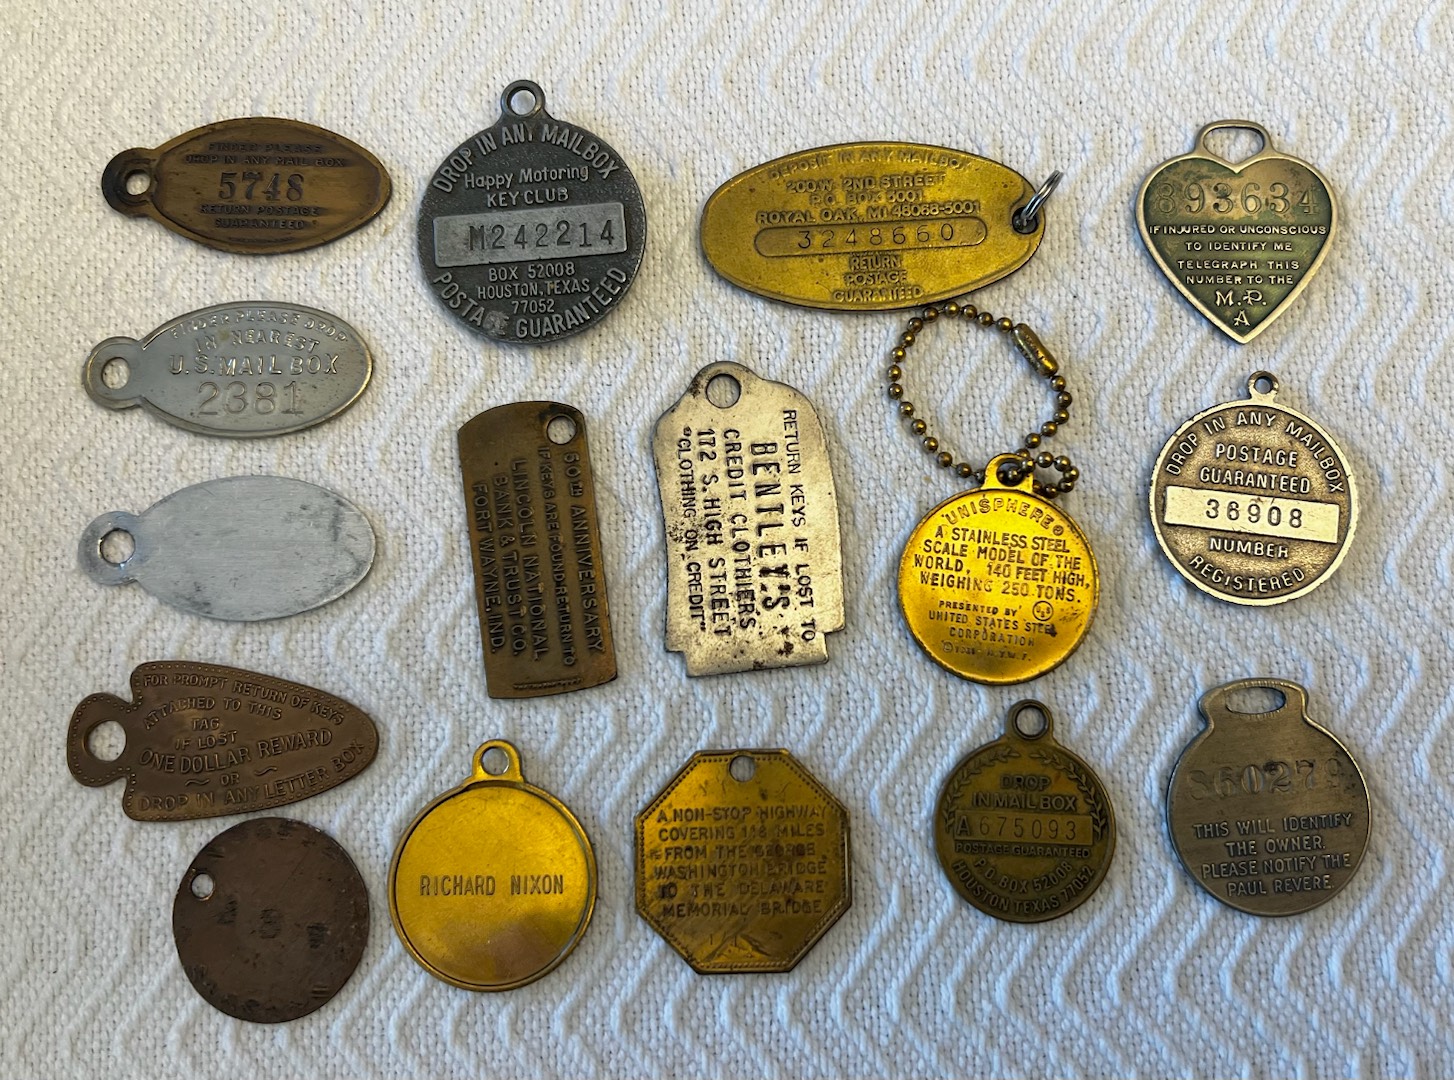 FINDER PLEASE
DROP IN ANY MAIL BOX
5748
RETURN POSTAGE
GUARANTEED
DROP IN ANY MAILBOX
Happy Motoring
KEY CLUB
M242214
BOX 52008
HOUSTON, TEXAS
77052
POSTAGE GUARANTEED
DEPOSIT IN ANY MAILBOX
200 W. 2ND STREET
P.O. BOX 5001
ROYAL OAK, MI 48068-5001
3248660
RETURN
POSTAGE
GUARANTEED
893634
IF INJURED OR UNCONSCIOUS
TO IDENTIFY ME
TELEGRAPH THIS
NUMBER TO THE
M.P.
A
FINDER PLEASE DROP
IN NEAREST
U.S. MAIL BOX
2381
50TH ANNIVERSARY
IF KEYS ARE FOUND RETURN TO
LINCOLN NATIONAL
BANK & TRUST CO.
FORT WAYNE, IND.
RETURN KEYS IF LOST TO
BENTLEY'S
CREDIT CLOTHIERS
172 S. HIGH STREET
"CLOTHING ON CREDIT"
UNISPHERE®
A STAINLESS STEEL
SCALE MODEL OF THE
WORLD, 140 FEET HIGH,
WEIGHING 250 TONS.
PRESENTED BY USS
UNITED STATES STEEL
CORPORATION
DROP IN ANY MAILBOX
POSTAGE
GUARANTEED
36908
NUMBER
REGISTERED
FOR PROMPT RETURN OF KEYS
ATTACHED TO THIS
TAG
IF LOST
ONE DOLLAR REWARD
OR
DROP IN ANY LETTER BOX
RICHARD NIXON
A NON-STOP HIGHWAY
COVERING 118 MILES
FROM THE GEORGE
WASHINGTON BRIDGE
TO THE DELAWARE
MEMORIAL BRIDGE
DROP
IN MAIL BOX
A675093
POSTAGE GUARANTEED
P.O. BOX 52008
HOUSTON TEXAS 77052
THIS WILL IDENTIFY
THE OWNER.
PLEASE NOTIFY THE
PAUL REVERE.